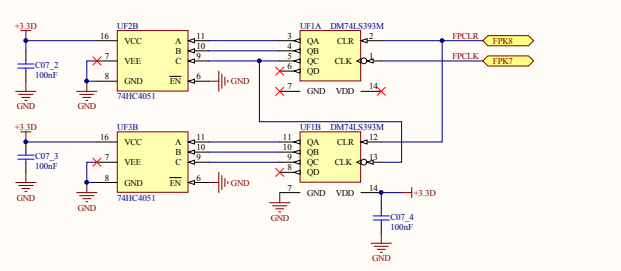 +3.3D
UF2B
UF1A DM74LS393M
16 VCC A 11 3 QA CLR 2 FPCLR FPK8
B 10 4 QB
C07_2 7 VEE C 9 5 QC CLK 1 FPCLK FPK7
100nF 6 QD
8 GND EN 6 GND 7 GND VDD 14
74HC4051
GND GND
+3.3D
UF3B
UF1B DM74LS393M
16 VCC A 11 11 QA CLR 12
B 10 10 QB
C07_3 7 VEE C 9 9 QC CLK 13
100nF 8 QD
8 GND EN 6 GND 7 GND VDD 14 +3.3D
74HC4051
GND GND GND
C07_4
100nF
GND